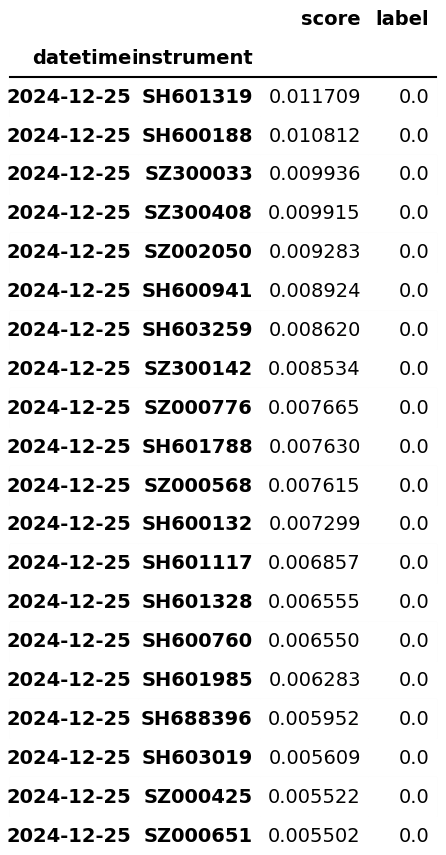 score label
datetime instrument
2024-12-25 SH601319 0.011709 0.0
2024-12-25 SH600188 0.010812 0.0
2024-12-25 SZ300033 0.009936 0.0
2024-12-25 SZ300408 0.009915 0.0
2024-12-25 SZ002050 0.009283 0.0
2024-12-25 SH600941 0.008924 0.0
2024-12-25 SH603259 0.008620 0.0
2024-12-25 SZ300142 0.008534 0.0
2024-12-25 SZ000776 0.007665 0.0
2024-12-25 SH601788 0.007630 0.0
2024-12-25 SZ000568 0.007615 0.0
2024-12-25 SH600132 0.007299 0.0
2024-12-25 SH601117 0.006857 0.0
2024-12-25 SH601328 0.006555 0.0
2024-12-25 SH600760 0.006550 0.0
2024-12-25 SH601985 0.006283 0.0
2024-12-25 SH688396 0.005952 0.0
2024-12-25 SH603019 0.005609 0.0
2024-12-25 SZ000425 0.005522 0.0
2024-12-25 SZ000651 0.005502 0.0